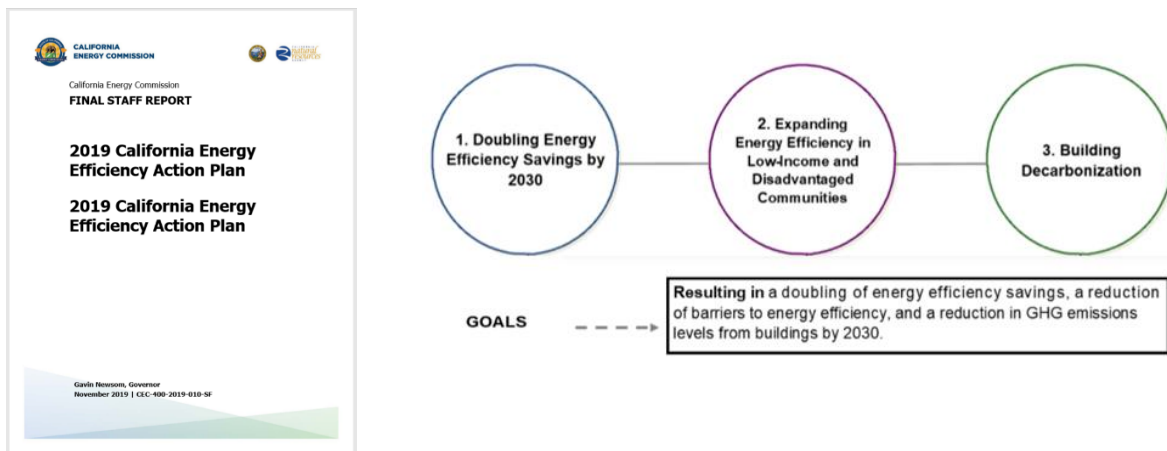 CALIFORNIA
ENERGY COMMISSION
California Energy Commission
FINAL STAFF REPORT
2019 California Energy
Efficiency Action Plan
2019 California Energy
Efficiency Action Plan
Gavin Newsom, Governor
November 2019 | CEC-400-2019-010-SF
1. Doubling Energy
Efficiency Savings by
2030
2. Expanding
Energy Efficiency in
Low-Income and
Disadvantaged
Communities
3. Building
Decarbonization
GOALS
Resulting in a doubling of energy efficiency savings, a reduction
of barriers to energy efficiency, and a reduction in GHG emissions
levels from buildings by 2030.